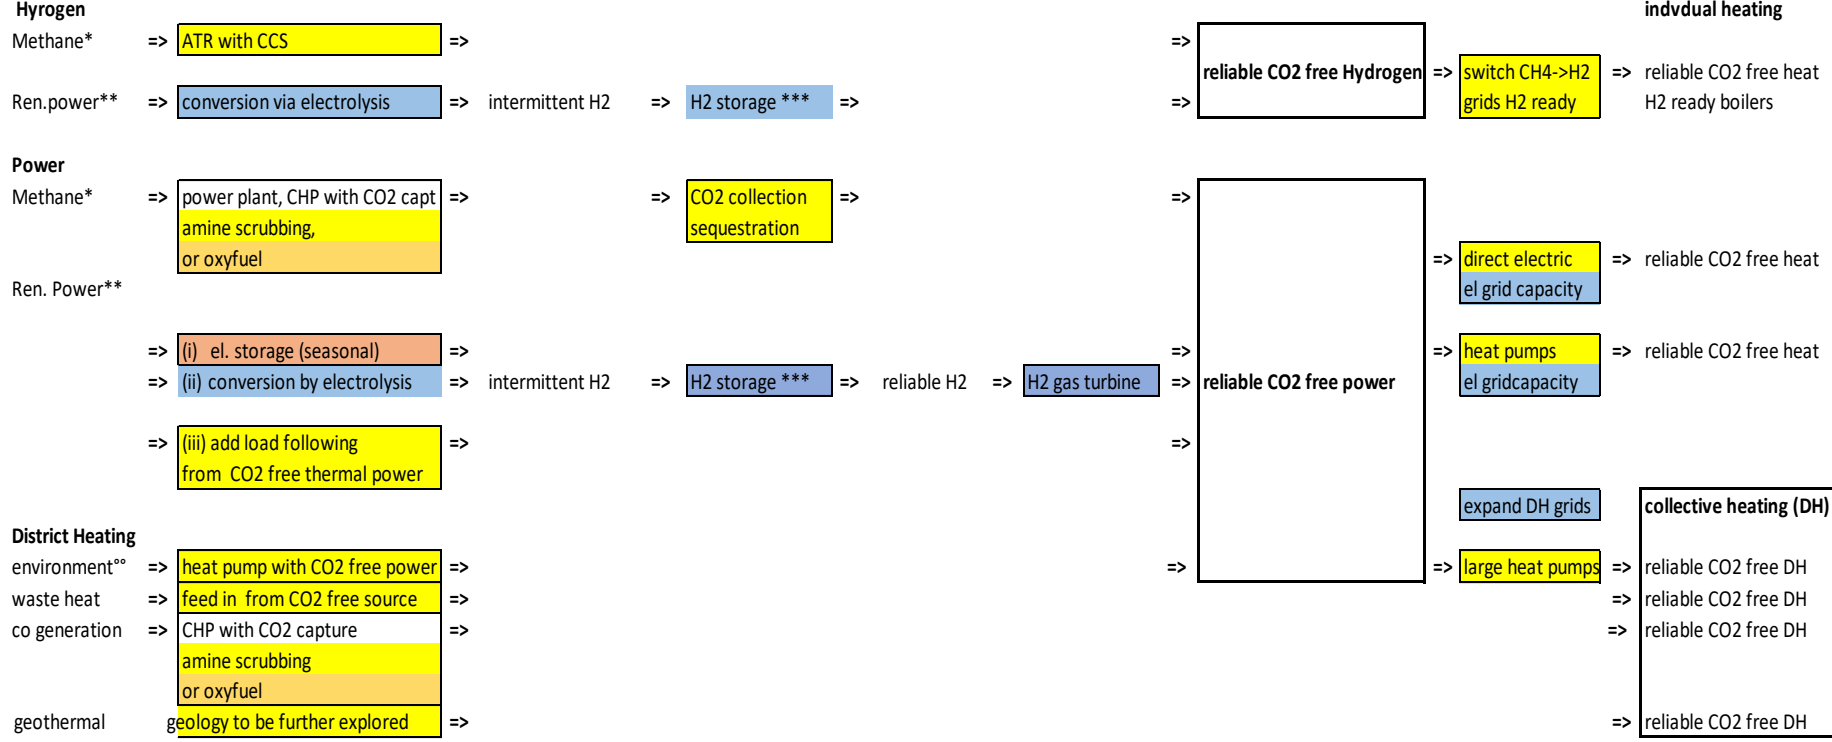 Hyrogen indvdual heating
Methane* => ATR with CCS => =>
reliable CO2 free Hydrogen => switch CH4->H2 => reliable CO2 free heat
Ren.power** => conversion via electrolysis => intermittent H2 => H2 storage *** => => grids H2 ready H2 ready boilers
Power
Methane* => power plant, CHP with CO2 capt => => CO2 collection => =>
amine scrubbing, sequestration
or oxyfuel => direct electric => reliable CO2 free heat
Ren. Power** el grid capacity
=> (i) el. storage (seasonal) => => => heat pumps => reliable CO2 free heat
=> (ii) conversion by electrolysis => intermittent H2 => H2 storage *** => reliable H2 => H2 gas turbine => reliable CO2 free power el gridcapacity
=> (iii) add load following => =>
from CO2 free thermal power
expand DH grids collective heating (DH)
District Heating
environment°° => heat pump with CO2 free power => => => large heat pumps => reliable CO2 free DH
waste heat => feed in from CO2 free source => => reliable CO2 free DH
co generation => CHP with CO2 capture => => reliable CO2 free DH
amine scrubbing
or oxyfuel
geothermal geology to be further explored => => reliable CO2 free DH